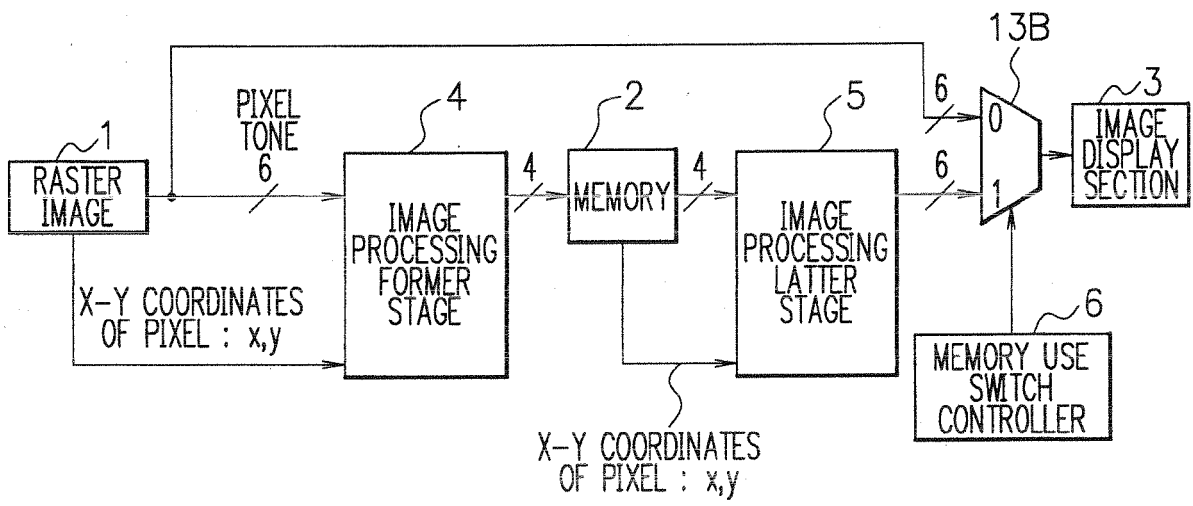 13B
1
RASTER
IMAGE
PIXEL
TONE
6
4
IMAGE
PROCESSING
FORMER
STAGE
4
2
MEMORY
4
5
IMAGE
PROCESSING
LATTER
STAGE
6
6
0
1
3
IMAGE
DISPLAY
SECTION
X-Y COORDINATES
OF PIXEL : x,y
X-Y COORDINATES
OF PIXEL : x,y
6
MEMORY USE
SWITCH
CONTROLLER